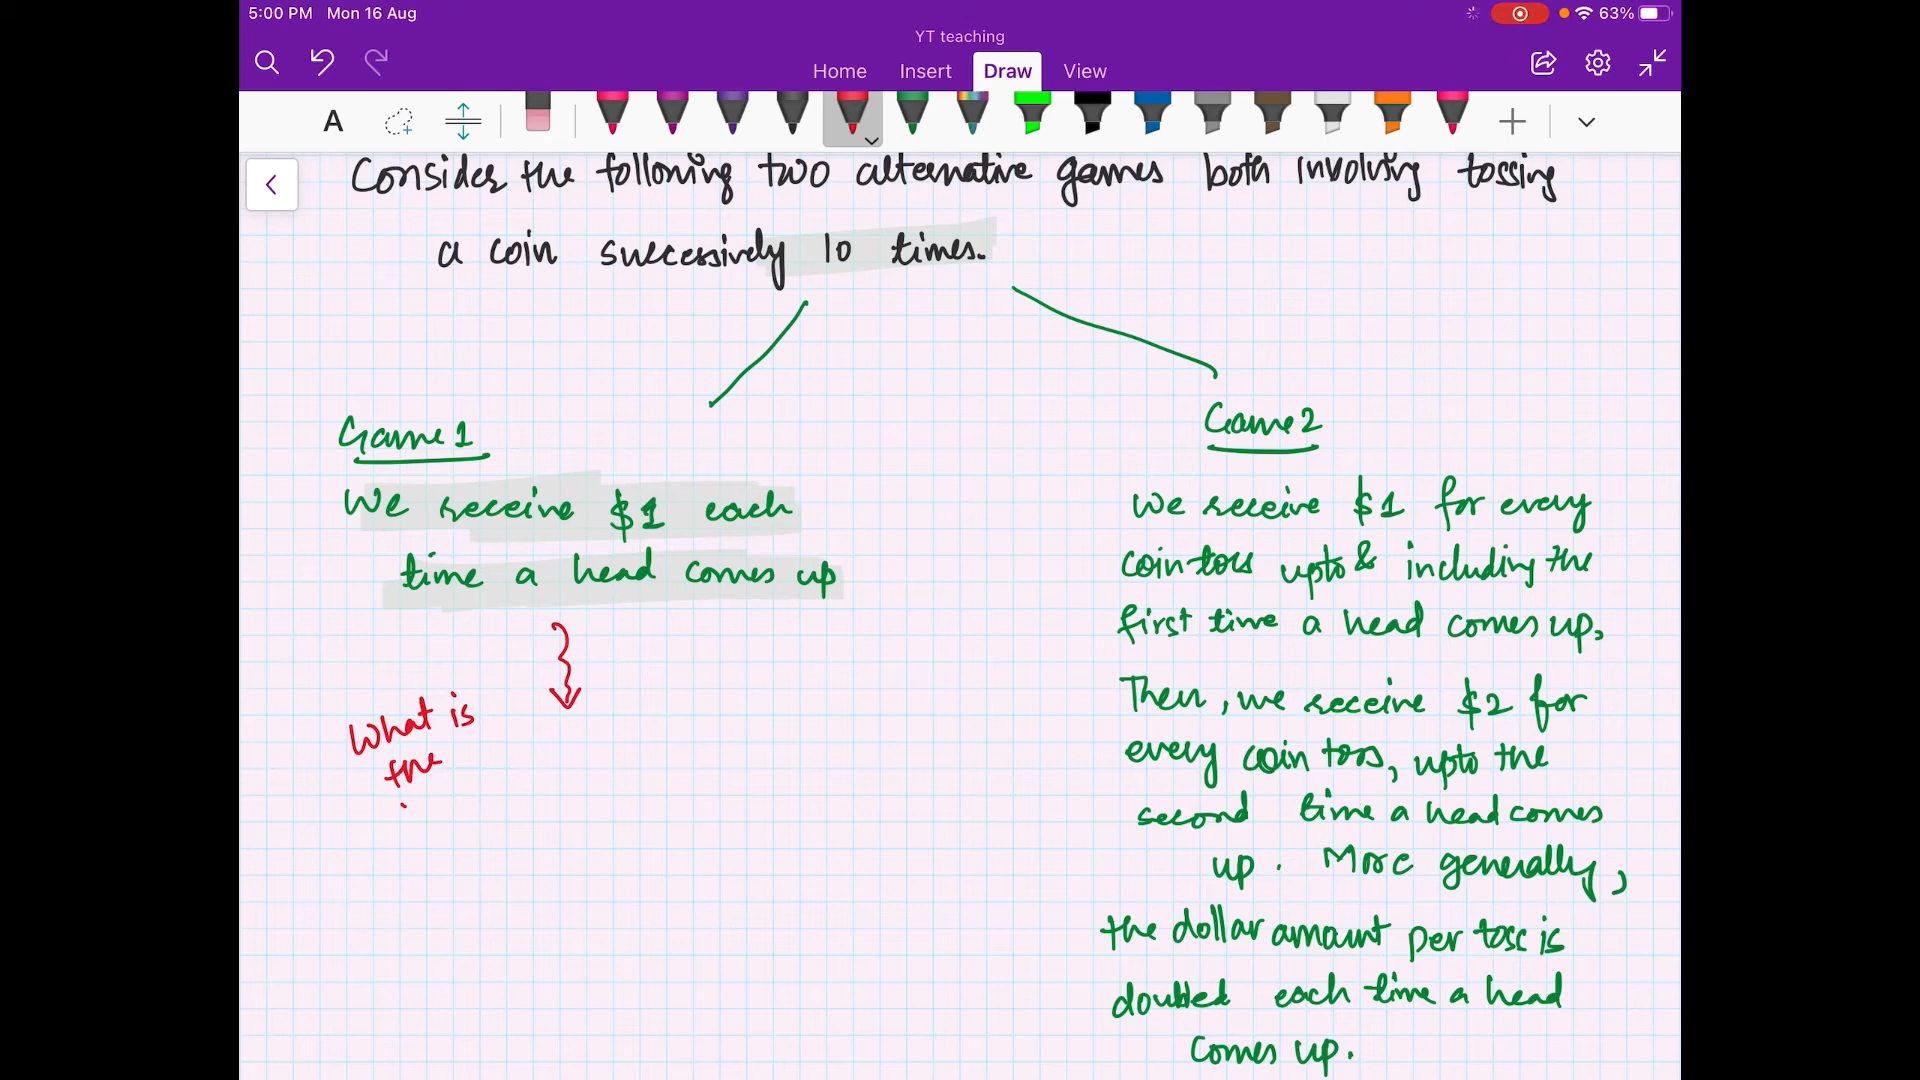 5:00 PM Mon 16 Aug
63%
YT teaching
Home Insert Draw View
A
Consider the following two alternative games both involving tossing
a coin successively 10 times.
Game 1
We receive $1 each
time a head comes up
What is
the
Game 2
We receive $1 for every
coin toss upto & including the
first time a head comes up,
Then, we receive $2 for
every coin toss, upto the
second time a head comes
up. More generally,
the dollar amount per toss is
doubled each time a head
comes up.